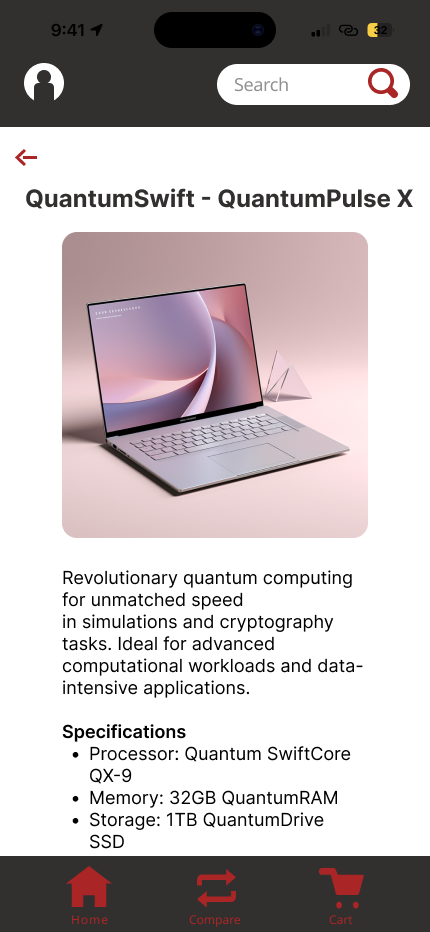 9:41
32
Search
QuantumSwift - QuantumPulse X
Revolutionary quantum computing
for unmatched speed
in simulations and cryptography
tasks. Ideal for advanced
computational workloads and data-
intensive applications.
Specifications
• Processor: Quantum SwiftCore
QX-9
• Memory: 32GB QuantumRAM
• Storage: 1TB QuantumDrive
SSD
Home
Compare
Cart